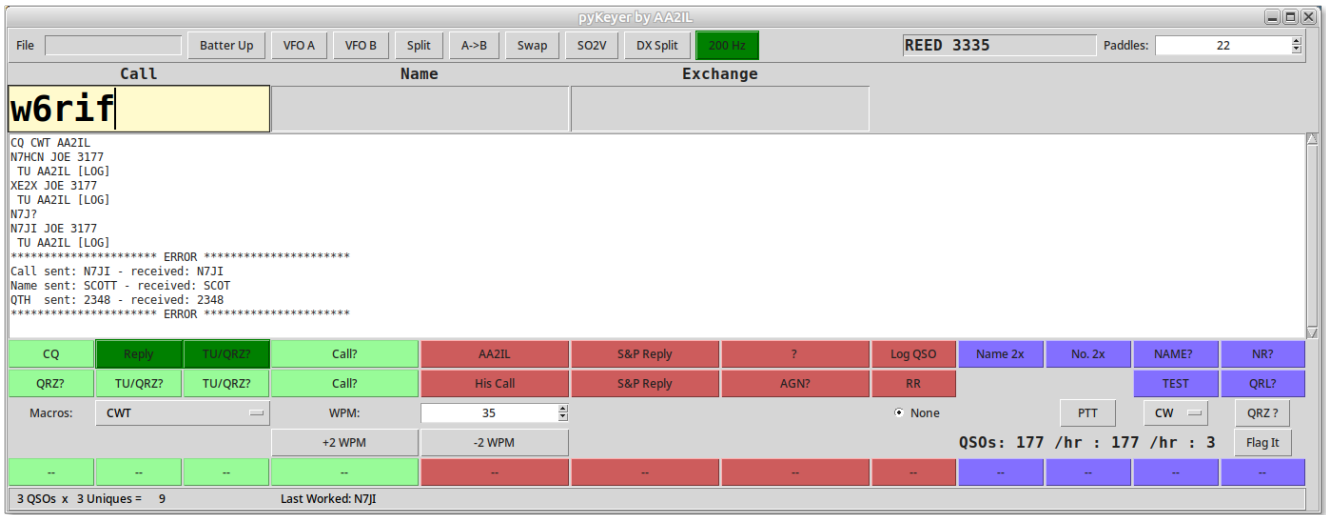 pyKeyer by AA2IL
File Batter Up VFO A VFO B Split A->B Swap SO2V DX Split 200 Hz REED 3335 Paddles: 22
Call Name Exchange
w6rif
CQ CWT AA2IL
N7HCN JOE 3177
TU AA2IL [LOG]
XE2X JOE 3177
TU AA2IL [LOG]
N7J?
N7JI JOE 3177
TU AA2IL [LOG]
********************** ERROR **********************
Call sent: N7JI - received: N7JI
Name sent: SCOTT - received: SCOT
QTH  sent: 2348 - received: 2348
********************** ERROR **********************
CQ Reply TU/QRZ? Call? AA2IL S&P Reply ? Log QSO Name 2x No. 2x NAME? NR?
QRZ? TU/QRZ? TU/QRZ? Call? His Call S&P Reply AGN? RR TEST QRL?
Macros: CWT WPM: 35 None PTT CW QRZ ?
+2 WPM -2 WPM QSOs: 177 /hr : 177 /hr : 3 Flag It
-- -- -- -- -- -- -- -- -- -- -- --
3 QSOs x 3 Uniques = 9 Last Worked: N7JI